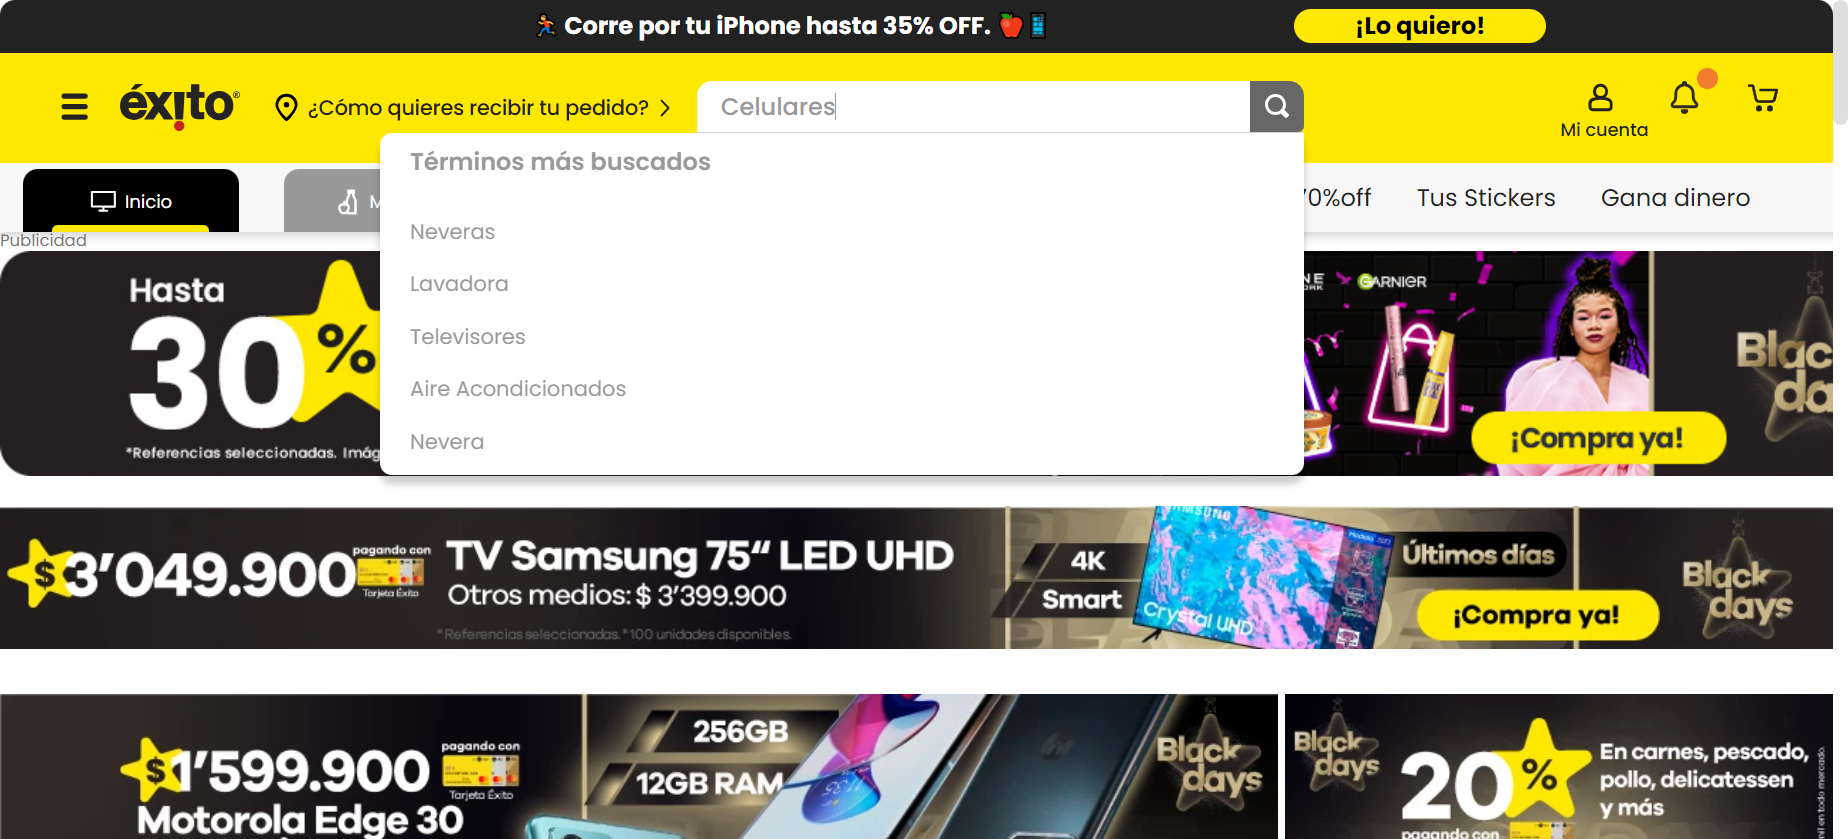 Corre por tu iPhone hasta 35% OFF.
¡Lo quiero!
éxito®
¿Cómo quieres recibir tu pedido?
Celulares
Mi cuenta
Términos más buscados
Neveras
Lavadora
Televisores
Aire Acondicionados
Nevera
Inicio
70%off
Tus Stickers
Gana dinero
Publicidad
Hasta
30%
*Referencias seleccionadas.
GARNIER
¡Compra ya!
Black
da
$3’049.900
pagando con
Tarjeta Éxito
TV Samsung 75“ LED UHD
Otros medios: $ 3’399.900
*Referencias seleccionadas. *100 unidades disponibles.
4K
Smart
SAMSUNG
Modelo 2023
Crystal UHD
Últimos días
¡Compra ya!
Black
days
$1’599.900
pagando con
Tarjeta Éxito
Motorola Edge 30
256GB
12GB RAM
Black
days
Black
days
20%
En carnes, pescado,
pollo, delicatessen
y más
pagando con